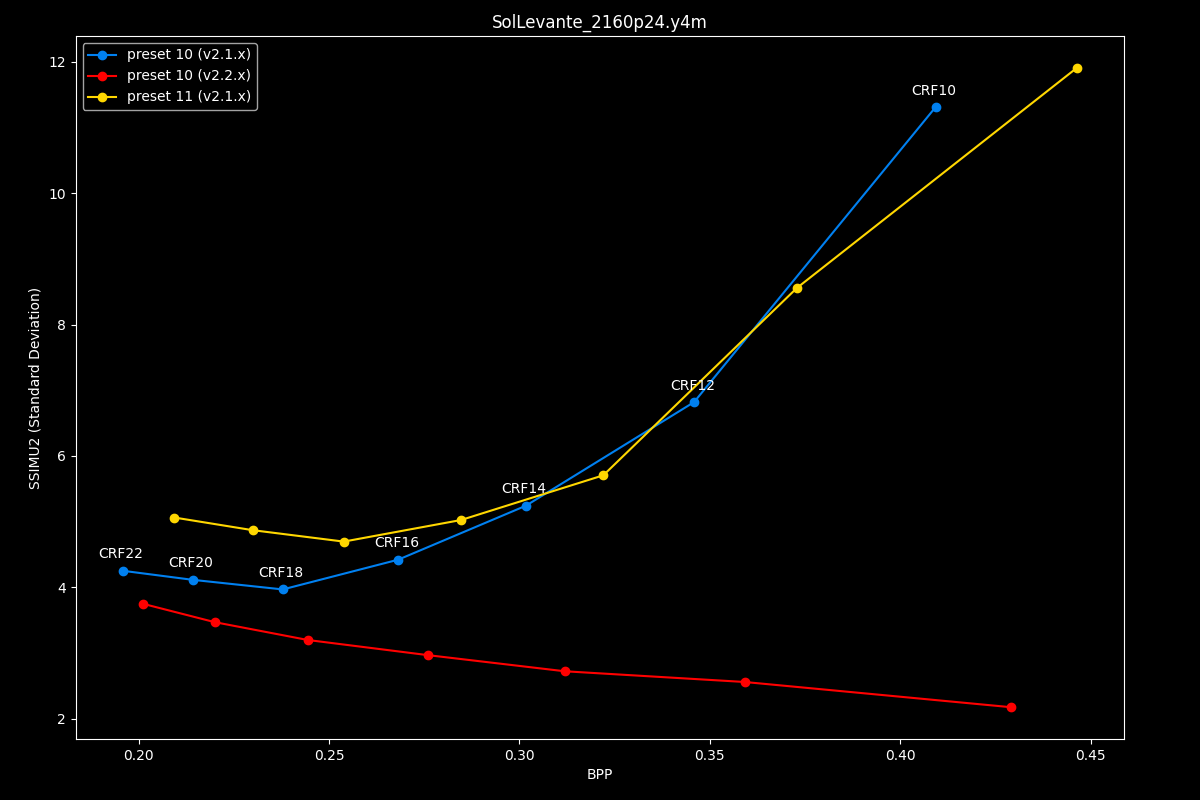 SolLevante_2160p24.y4m
preset 10 (v2.1.x)
preset 10 (v2.2.x)
preset 11 (v2.1.x)
SSIMU2 (Standard Deviation)
12
10
8
6
4
2
CRF10
CRF12
CRF14
CRF16
CRF18
CRF20
CRF22
0.20
0.25
0.30
0.35
0.40
0.45
BPP